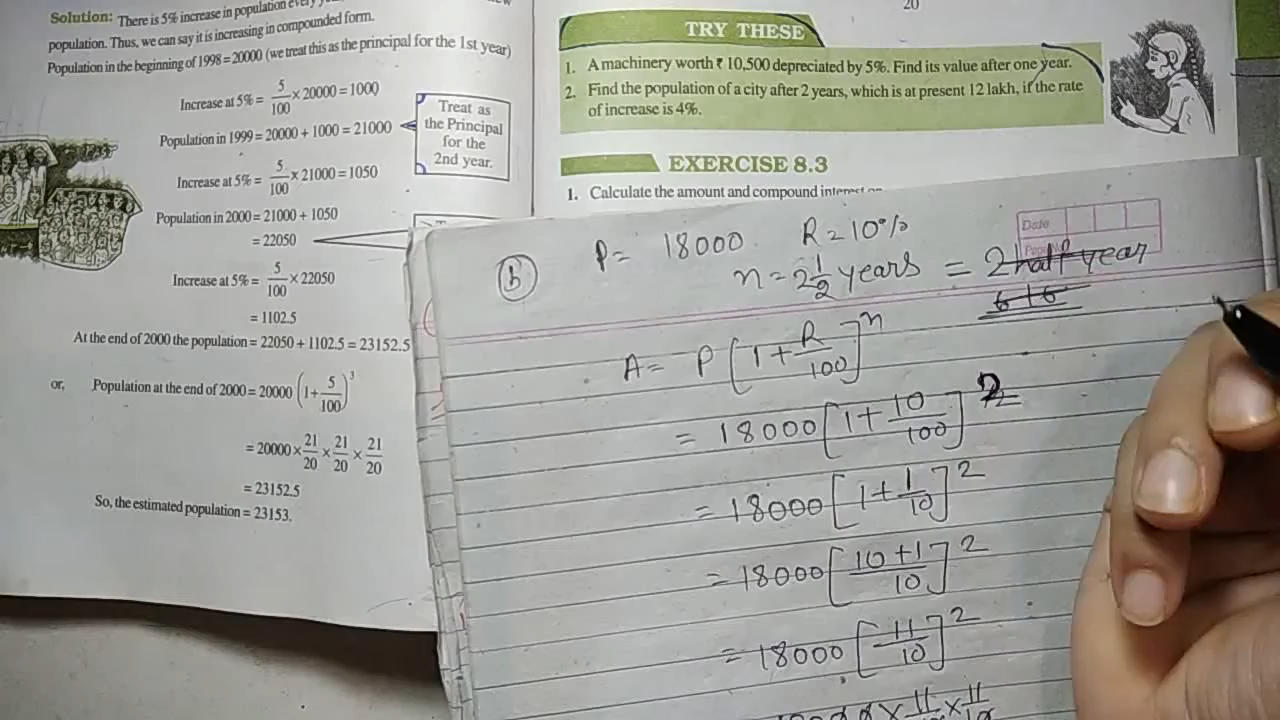 Solution: There is 5% increase in population every
population. Thus, we can say it is increasing in compounded form.
Population in the beginning of 1998 = 20000 (we treat this as the principal for the 1st year)
Increase at 5% = 5/100 × 20000 = 1000
Population in 1999 = 20000 + 1000 = 21000
Treat as
the Principal
for the
2nd year.
Increase at 5% = 5/100 × 21000 = 1050
Population in 2000 = 21000 + 1050
= 22050
Increase at 5% = 5/100 × 22050
= 1102.5
At the end of 2000 the population = 22050 + 1102.5 = 23152.5
or, Population at the end of 2000 = 20000 (1 + 5/100)^3
= 20000 × 21/20 × 21/20 × 21/20
= 23152.5
So, the estimated population = 23153.
20
TRY THESE
1. A machinery worth ₹ 10,500 depreciated by 5%. Find its value after one year.
2. Find the population of a city after 2 years, which is at present 12 lakh, if the rate
of increase is 4%.
EXERCISE 8.3
1. Calculate the amount and compound interest on
Date
(b) P = 18000 R = 10%
n = 2 1/2 years = 2 half year
A = P [1 + R/100]^n
= 18000 [1 + 10/100]^2
= 18000 [1 + 1/10]^2
= 18000 [10 + 1/10]^2
= 18000 [11/10]^2
× 11 × 11